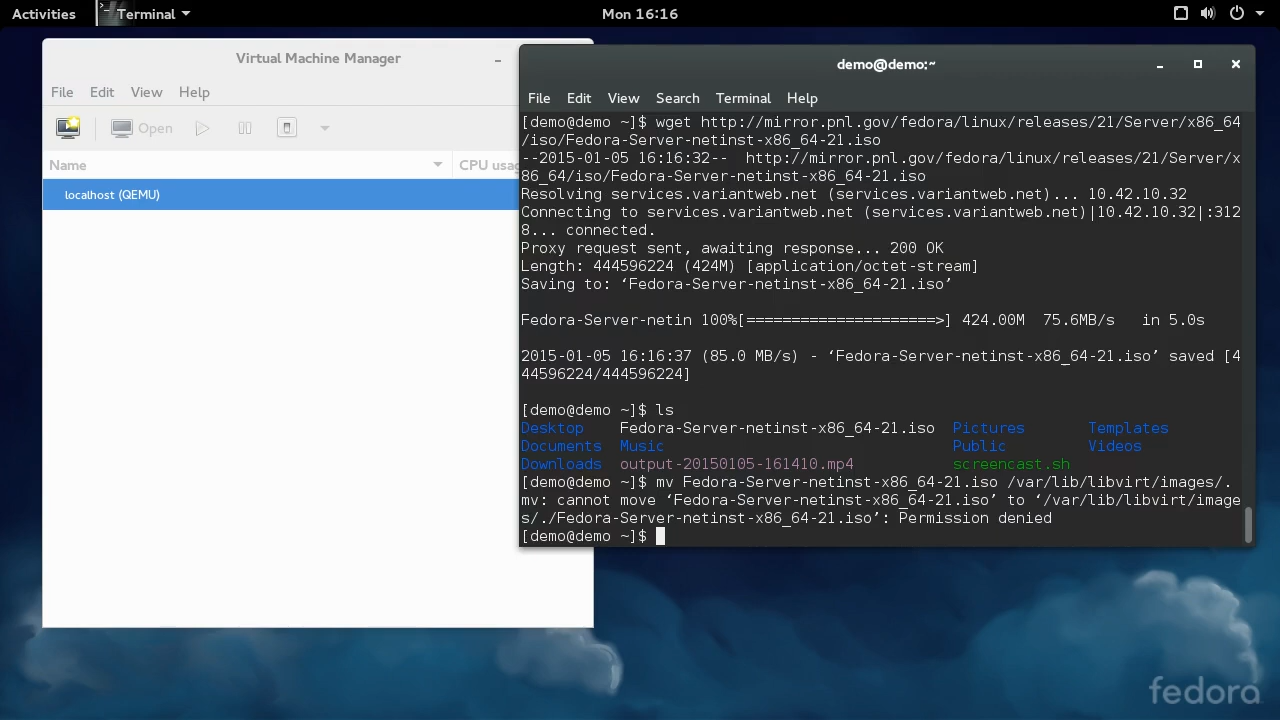 Activities Terminal Mon 16:16
Virtual Machine Manager
File Edit View Help
Open
Name CPU usag
localhost (QEMU)
demo@demo:~
File Edit View Search Terminal Help
[demo@demo ~]$ wget http://mirror.pnl.gov/fedora/linux/releases/21/Server/x86_64
/iso/Fedora-Server-netinst-x86_64-21.iso
--2015-01-05 16:16:32-- http://mirror.pnl.gov/fedora/linux/releases/21/Server/x
86_64/iso/Fedora-Server-netinst-x86_64-21.iso
Resolving services.variantweb.net (services.variantweb.net)... 10.42.10.32
Connecting to services.variantweb.net (services.variantweb.net)|10.42.10.32|:312
8... connected.
Proxy request sent, awaiting response... 200 OK
Length: 444596224 (424M) [application/octet-stream]
Saving to: ‘Fedora-Server-netinst-x86_64-21.iso’
Fedora-Server-netin 100%[=====================>] 424.00M 75.6MB/s in 5.0s
2015-01-05 16:16:37 (85.0 MB/s) - ‘Fedora-Server-netinst-x86_64-21.iso’ saved [4
44596224/444596224]
[demo@demo ~]$ ls
Desktop Fedora-Server-netinst-x86_64-21.iso Pictures Templates
Documents Music Public Videos
Downloads output-20150105-161410.mp4 screencast.sh
[demo@demo ~]$ mv Fedora-Server-netinst-x86_64-21.iso /var/lib/libvirt/images/.
mv: cannot move ‘Fedora-Server-netinst-x86_64-21.iso’ to ‘/var/lib/libvirt/image
s/./Fedora-Server-netinst-x86_64-21.iso’: Permission denied
[demo@demo ~]$
fedora